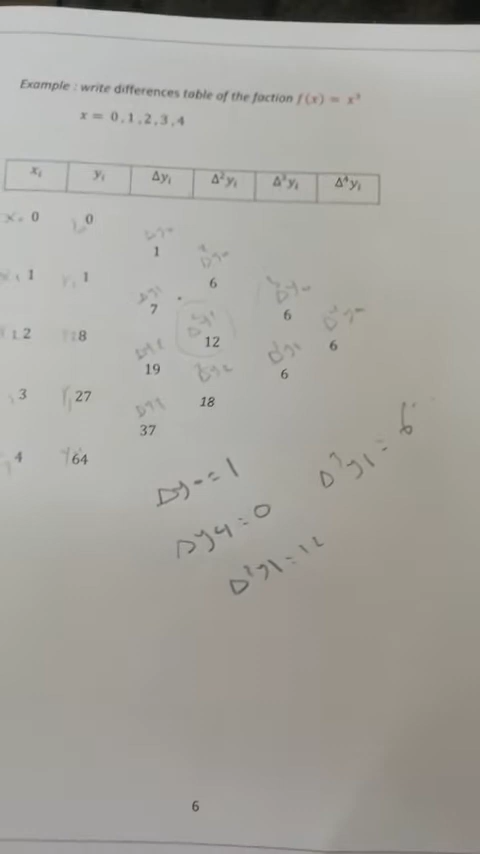 Example : write differences table of the faction f(x) = x³
x = 0 , 1 , 2 , 3 , 4
xᵢ yᵢ Δyᵢ Δ²yᵢ Δ³yᵢ Δ⁴yᵢ
0 0
1
6
1 1
7 6
12 6
2 8
19 6
18
3 27
37
4 64
Δy0=1
Δ³y1=6
Δy4=0
Δ²y1=12
6